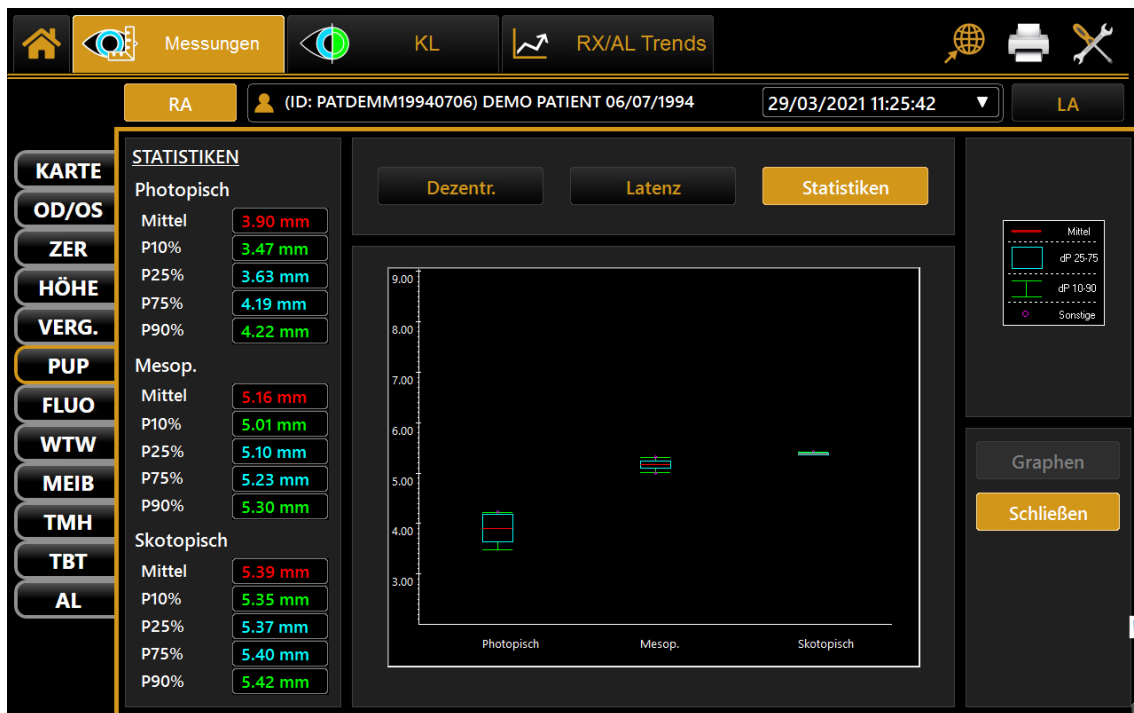 Messungen
KL
RX/AL Trends
RA
(ID: PATDEMM19940706) DEMO PATIENT 06/07/1994
29/03/2021 11:25:42
LA
KARTE
OD/OS
ZER
HÖHE
VERG.
PUP
FLUO
WTW
MEIB
TMH
TBT
AL
STATISTIKEN
Photopisch
Mittel 3.90 mm
P10% 3.47 mm
P25% 3.63 mm
P75% 4.19 mm
P90% 4.22 mm
Mesop.
Mittel 5.16 mm
P10% 5.01 mm
P25% 5.10 mm
P75% 5.23 mm
P90% 5.30 mm
Skotopisch
Mittel 5.39 mm
P10% 5.35 mm
P25% 5.37 mm
P75% 5.40 mm
P90% 5.42 mm
Dezentr.
Latenz
Statistiken
9.00
8.00
7.00
6.00
5.00
4.00
3.00
Photopisch
Mesop.
Skotopisch
Mittel
dP 25-75
dP 10-90
Sonstige
Graphen
Schließen